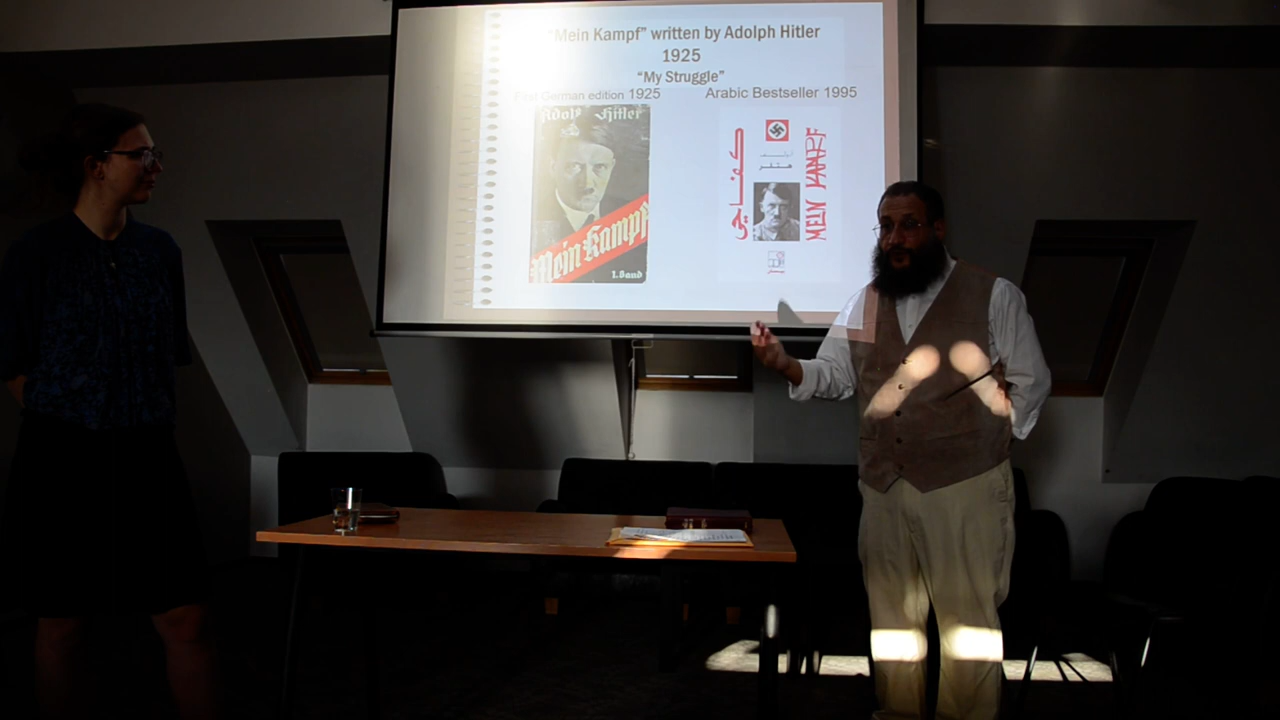 “Mein Kampf” written by Adolph Hitler
1925
“My Struggle”
German edition 1925
Arabic Bestseller 1995
Adolf Hitler
Mein Kampf
1. Band
كفاحي
هتلر
MEIN KAMPF